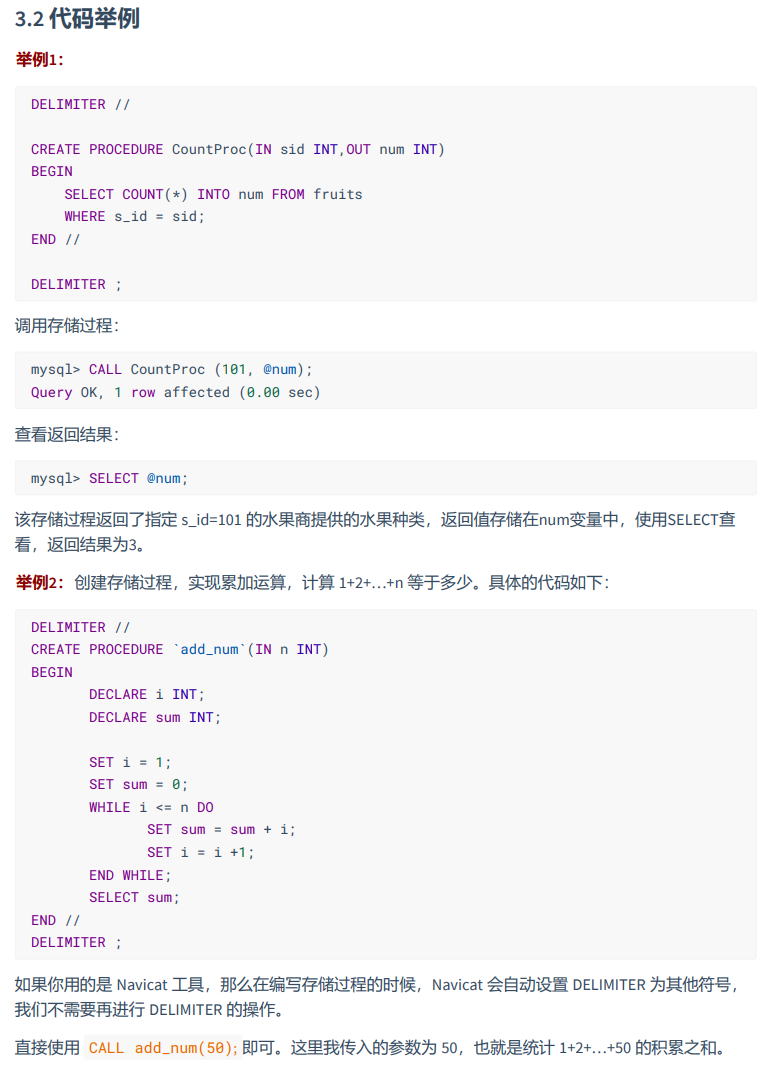 3.2 代码举例
举例1：
DELIMITER //
CREATE PROCEDURE CountProc(IN sid INT,OUT num INT)
BEGIN
SELECT COUNT(*) INTO num FROM fruits
WHERE s_id = sid;
END //
DELIMITER ;
调用存储过程：
mysql> CALL CountProc (101, @num);
Query OK, 1 row affected (0.00 sec)
查看返回结果：
mysql> SELECT @num;
该存储过程返回了指定 s_id=101 的水果商提供的水果种类，返回值存储在num变量中，使用SELECT查
看，返回结果为3。
举例2：创建存储过程，实现累加运算，计算 1+2+…+n 等于多少。具体的代码如下：
DELIMITER //
CREATE PROCEDURE `add_num`(IN n INT)
BEGIN
DECLARE i INT;
DECLARE sum INT;
SET i = 1;
SET sum = 0;
WHILE i <= n DO
SET sum = sum + i;
SET i = i +1;
END WHILE;
SELECT sum;
END //
DELIMITER ;
如果你用的是 Navicat 工具，那么在编写存储过程的时候，Navicat 会自动设置 DELIMITER 为其他符号，
我们不需要再进行 DELIMITER 的操作。
直接使用 CALL add_num(50); 即可。这里我传入的参数为 50，也就是统计 1+2+…+50 的积累之和。